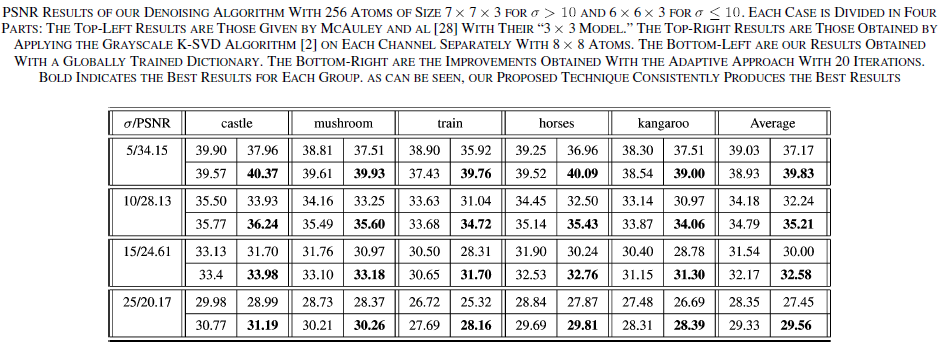 PSNR RESULTS OF OUR DENOISING ALGORITHM WITH 256 ATOMS OF SIZE 7 × 7 × 3 FOR σ > 10 AND 6 × 6 × 3 FOR σ ≤ 10. EACH CASE IS DIVIDED IN FOUR
PARTS: THE TOP-LEFT RESULTS ARE THOSE GIVEN BY MCAULEY AND AL [28] WITH THEIR “3 × 3 MODEL.” THE TOP-RIGHT RESULTS ARE THOSE OBTAINED BY
APPLYING THE GRAYSCALE K-SVD ALGORITHM [2] ON EACH CHANNEL SEPARATELY WITH 8 × 8 ATOMS. THE BOTTOM-LEFT ARE OUR RESULTS OBTAINED
WITH A GLOBALLY TRAINED DICTIONARY. THE BOTTOM-RIGHT ARE THE IMPROVEMENTS OBTAINED WITH THE ADAPTIVE APPROACH WITH 20 ITERATIONS.
BOLD INDICATES THE BEST RESULTS FOR EACH GROUP. AS CAN BE SEEN, OUR PROPOSED TECHNIQUE CONSISTENTLY PRODUCES THE BEST RESULTS
σ/PSNR castle mushroom train horses kangaroo Average
5/34.15 39.90 37.96 38.81 37.51 38.90 35.92 39.25 36.96 38.30 37.51 39.03 37.17
39.57 40.37 39.61 39.93 37.43 39.76 39.52 40.09 38.54 39.00 38.93 39.83
10/28.13 35.50 33.93 34.16 33.25 33.63 31.04 34.45 32.50 33.14 30.97 34.18 32.24
35.77 36.24 35.49 35.60 33.68 34.72 35.14 35.43 33.87 34.06 34.79 35.21
15/24.61 33.13 31.70 31.76 30.97 30.50 28.31 31.90 30.24 30.40 28.78 31.54 30.00
33.4 33.98 33.10 33.18 30.65 31.70 32.53 32.76 31.15 31.30 32.17 32.58
25/20.17 29.98 28.99 28.73 28.37 26.72 25.32 28.84 27.87 27.48 26.69 28.35 27.45
30.77 31.19 30.21 30.26 27.69 28.16 29.69 29.81 28.31 28.39 29.33 29.56